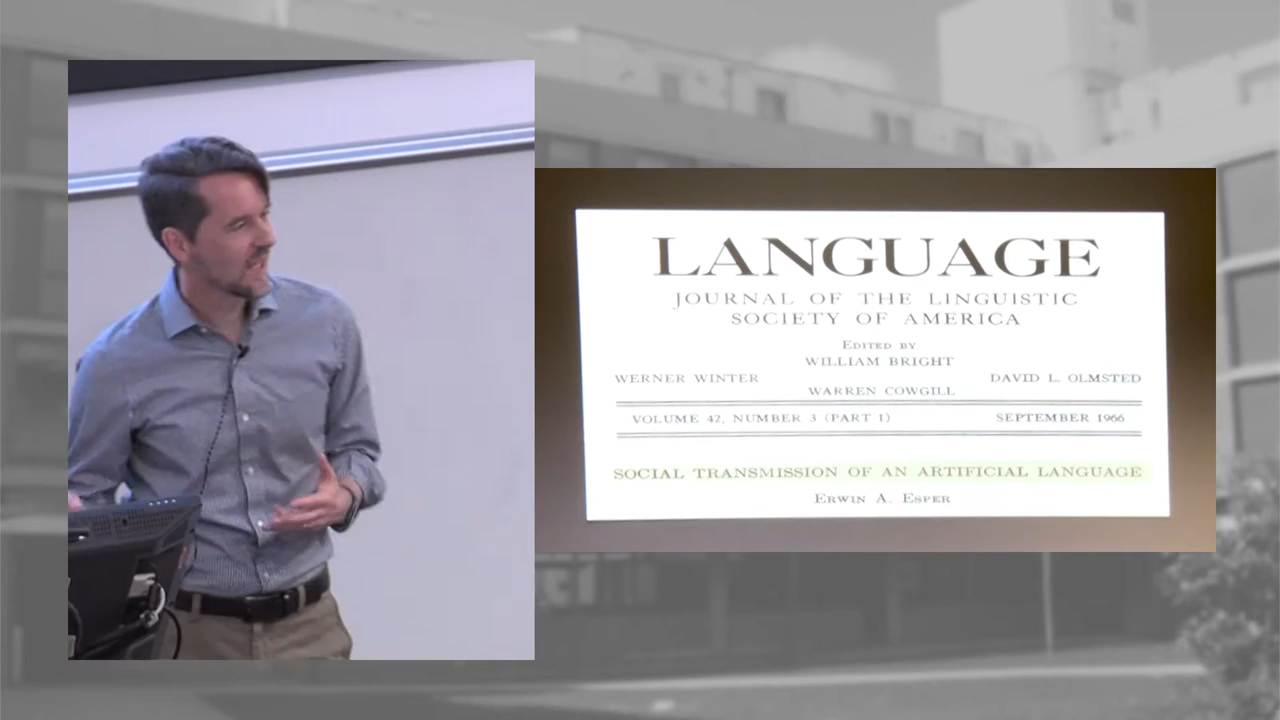 LANGUAGE
JOURNAL OF THE LINGUISTIC
SOCIETY OF AMERICA
EDITED BY
WILLIAM BRIGHT
WERNER WINTER DAVID L. OLMSTED
WARREN COWGILL
VOLUME 42, NUMBER 3 (PART 1) SEPTEMBER 1966
SOCIAL TRANSMISSION OF AN ARTIFICIAL LANGUAGE
ERWIN A. ESPER